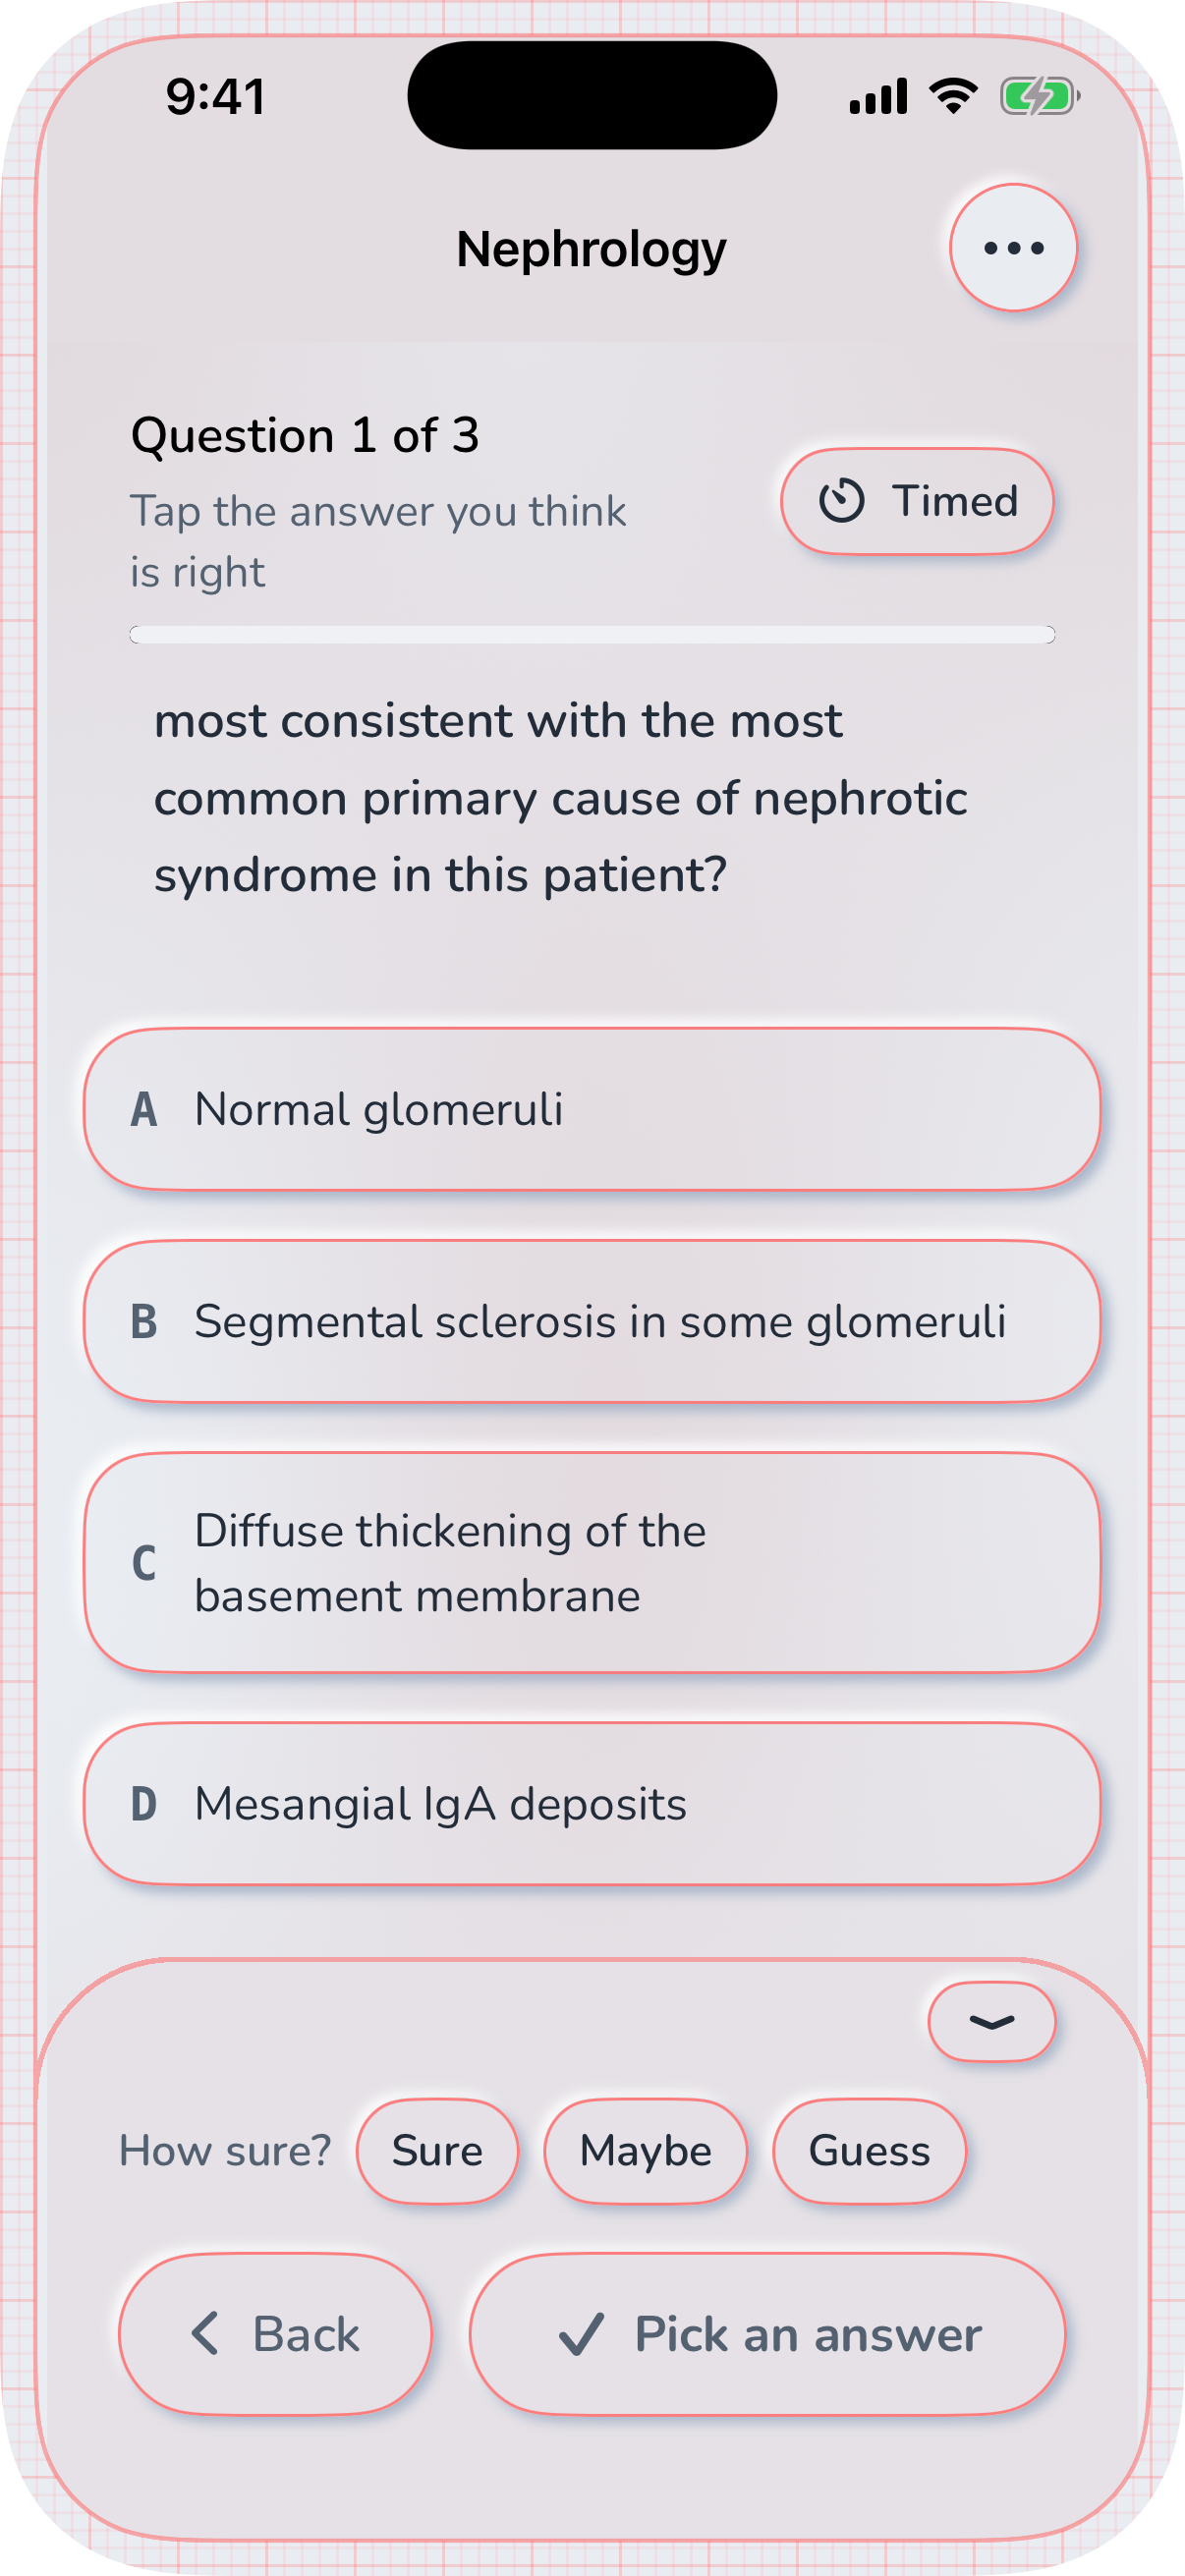 9:41
Nephrology
Question 1 of 3
Tap the answer you think
is right
Timed
most consistent with the most
common primary cause of nephrotic
syndrome in this patient?
A Normal glomeruli
B Segmental sclerosis in some glomeruli
C Diffuse thickening of the
basement membrane
D Mesangial IgA deposits
How sure? Sure Maybe Guess
Back Pick an answer